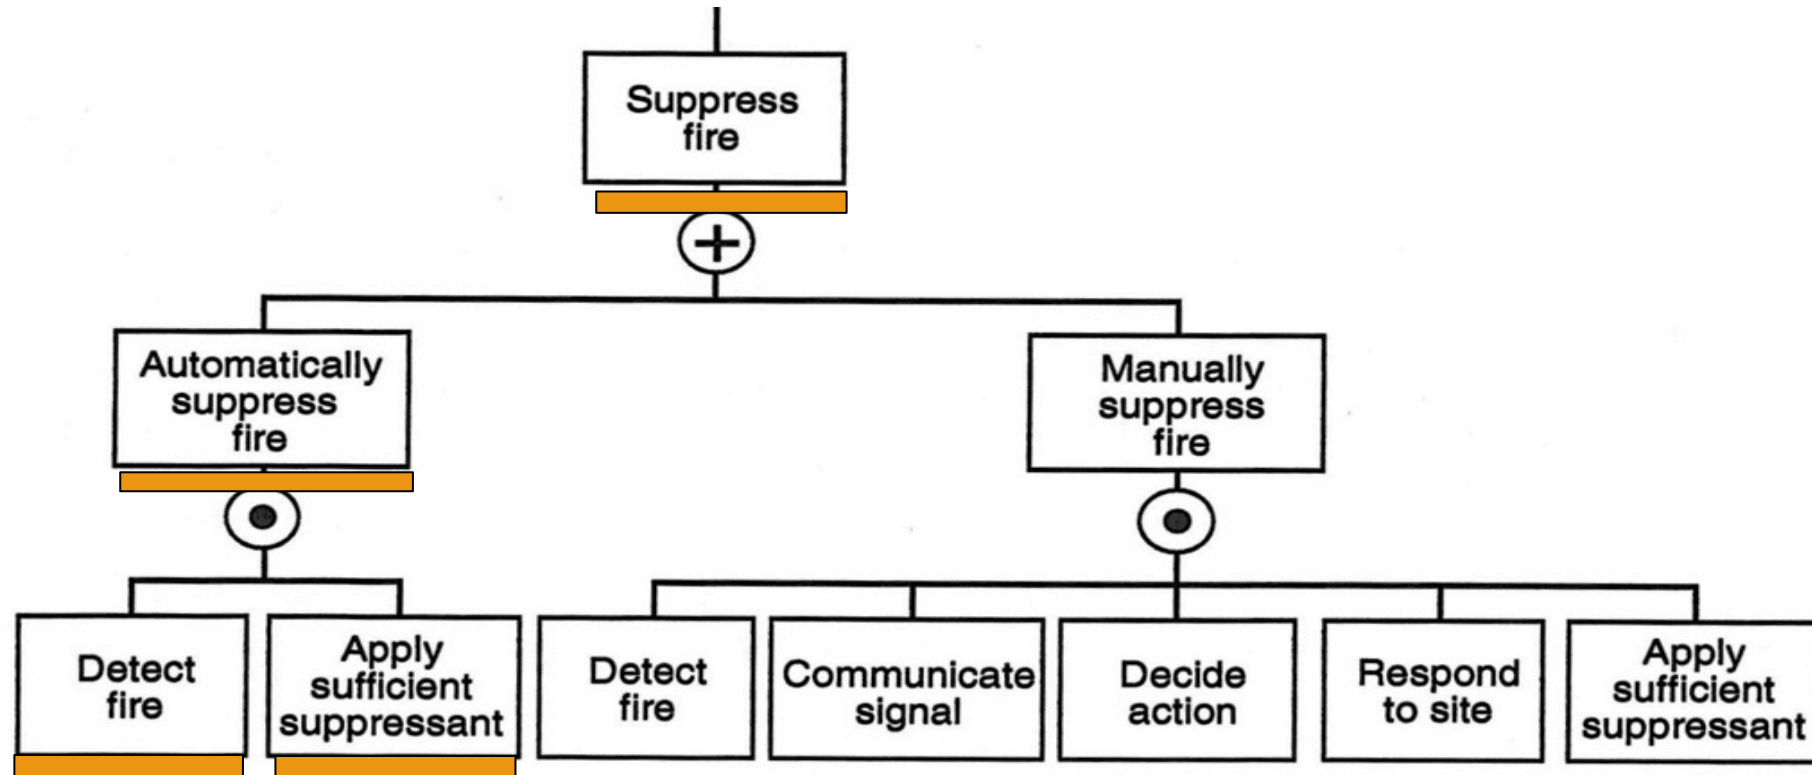 Suppress
fire
+
Automatically
suppress
fire
Manually
suppress
fire
Detect
fire
Apply
sufficient
suppressant
Detect
fire
Communicate
signal
Decide
action
Respond
to site
Apply
sufficient
suppressant